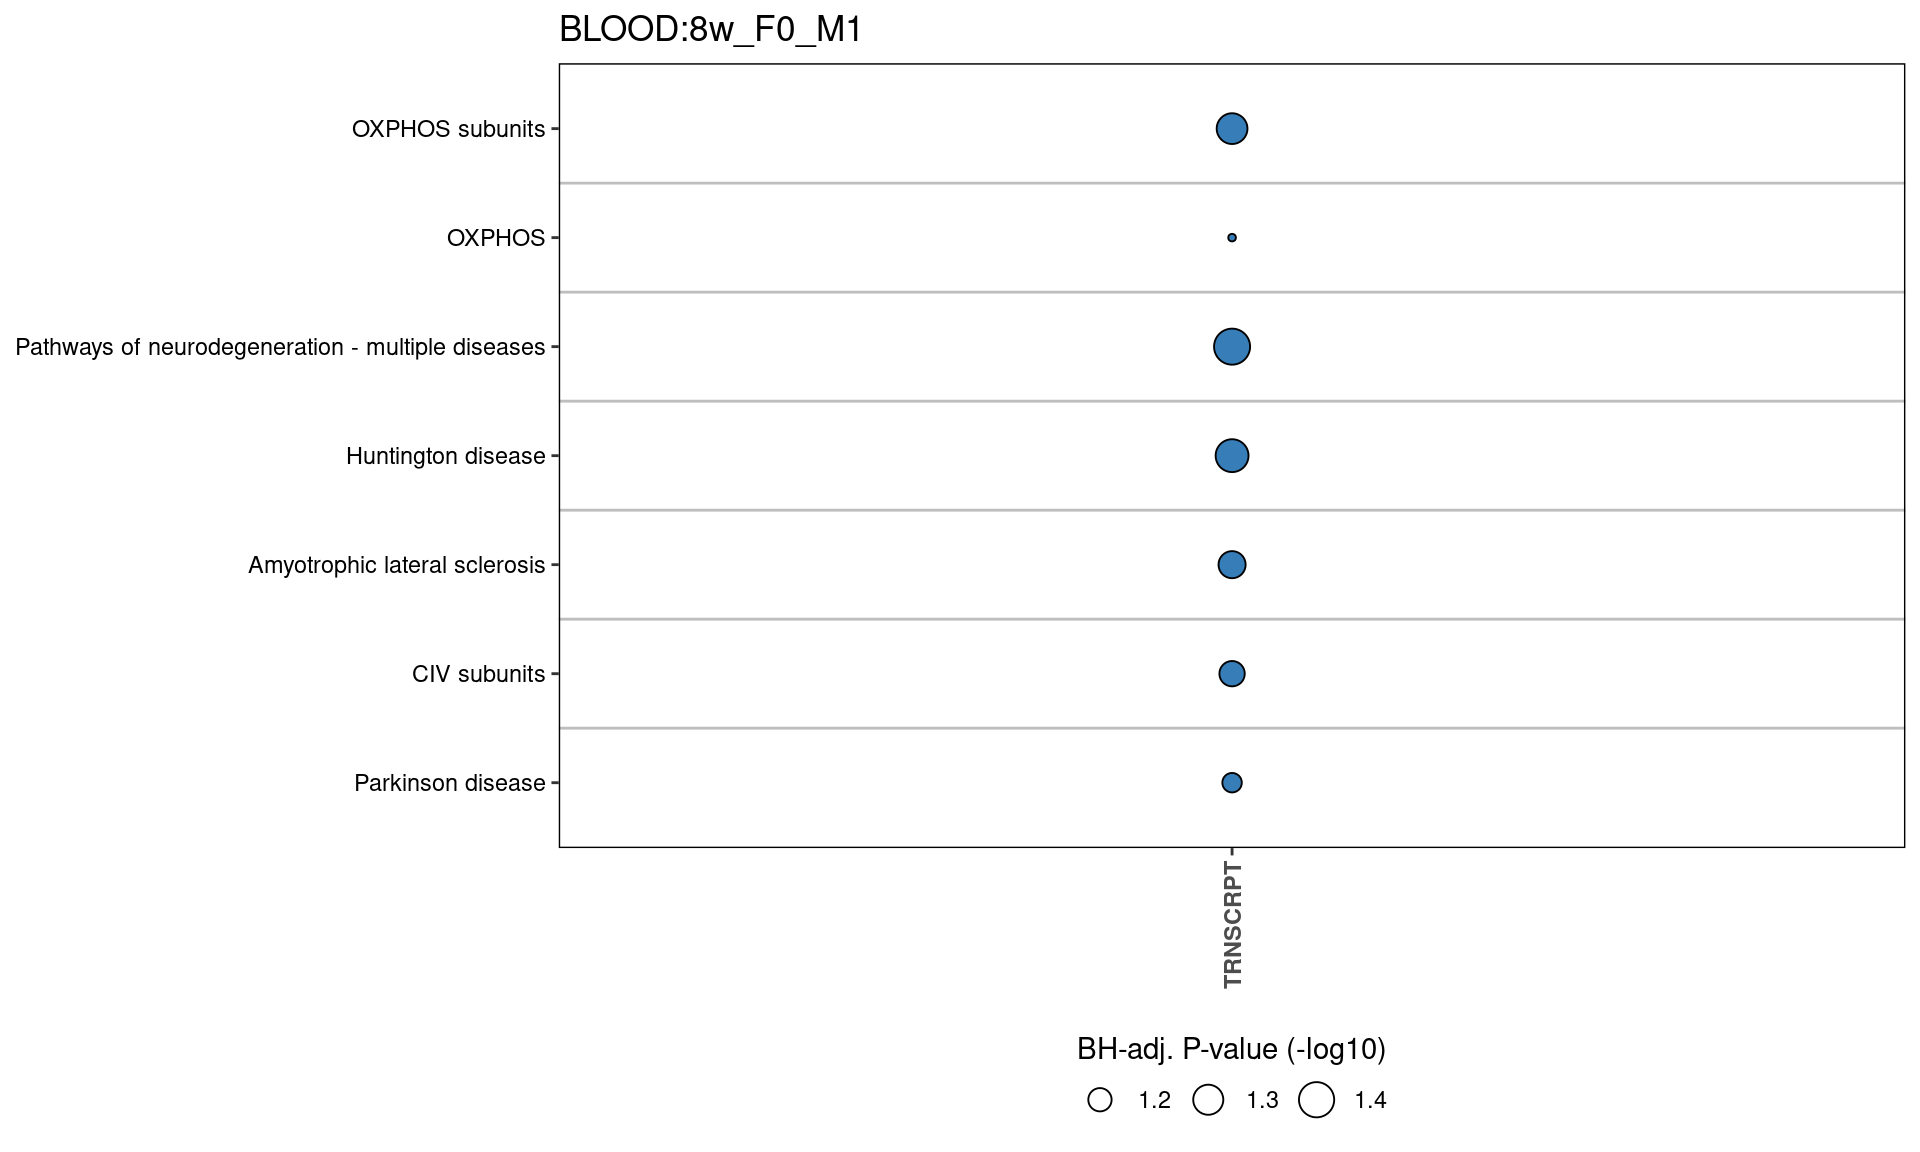 BLOOD:8w_F0_M1
OXPHOS subunits
OXPHOS
Pathways of neurodegeneration - multiple diseases
Huntington disease
Amyotrophic lateral sclerosis
CIV subunits
Parkinson disease
TRNSCRPT
BH-adj. P-value (-log10)
1.2 1.3 1.4